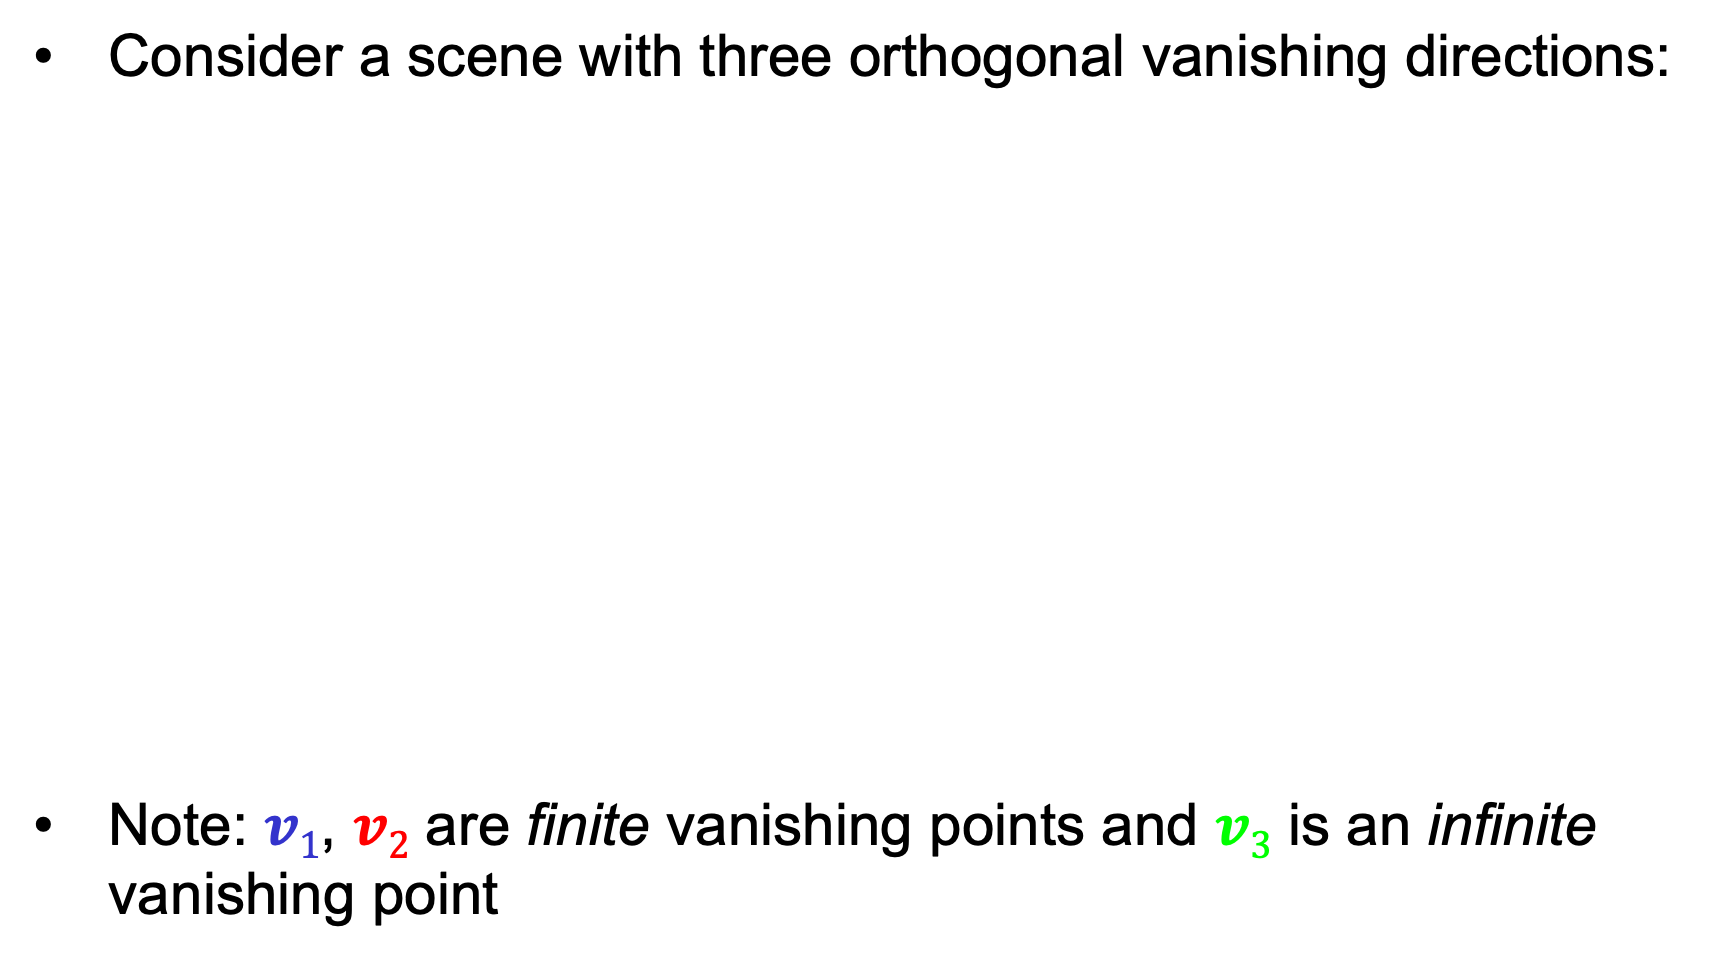 • Consider a scene with three orthogonal vanishing directions:
• Note: 𝒗₁, 𝒗₂ are finite vanishing points and 𝒗₃ is an infinite
vanishing point